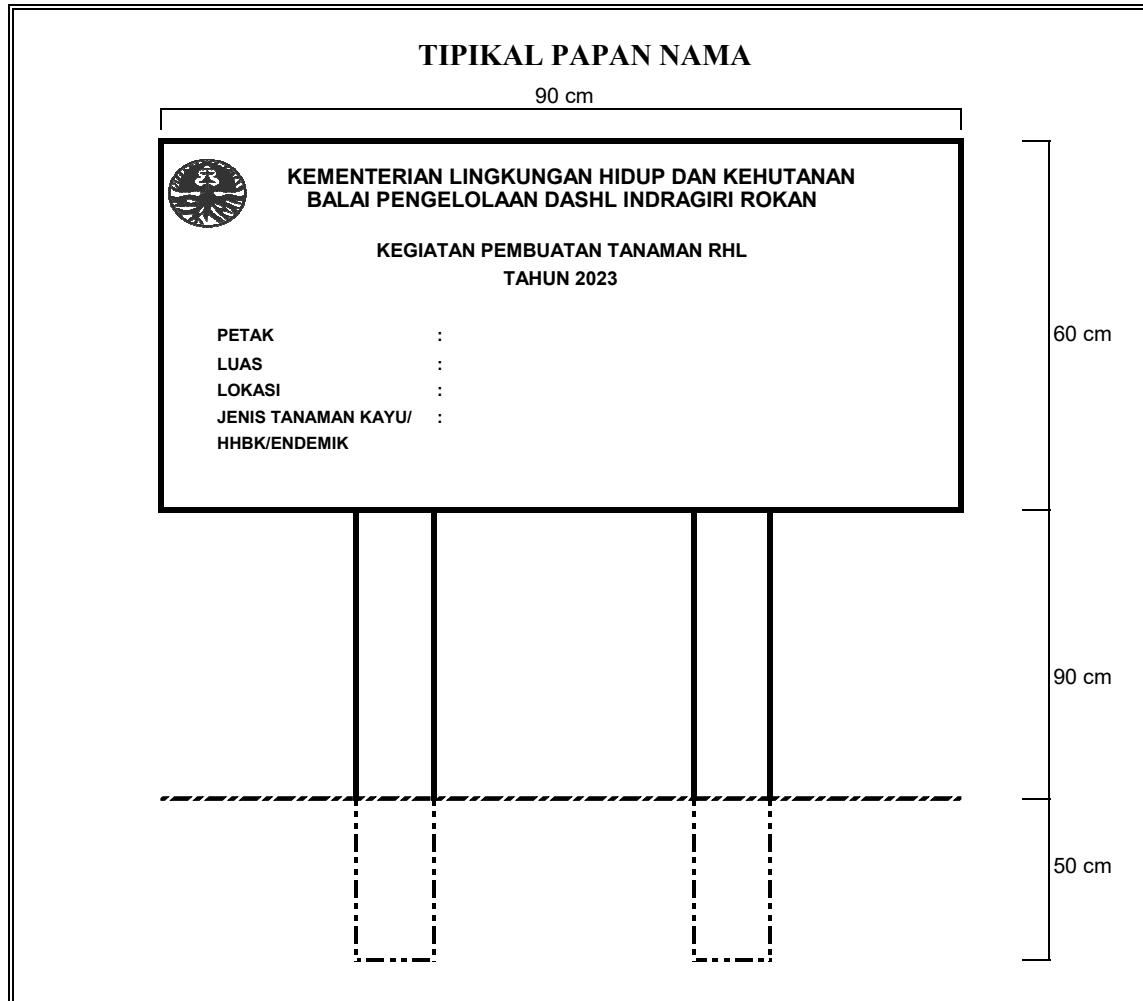 TIPIKAL PAPAN NAMA
90 cm
KEMENTERIAN LINGKUNGAN HIDUP DAN KEHUTANAN
BALAI PENGELOLAAN DASHL INDRAGIRI ROKAN
KEGIATAN PEMBUATAN TANAMAN RHL
TAHUN 2023
PETAK :
60 cm
LUAS :
LOKASI :
JENIS TANAMAN KAYU/ :
HHBK/ENDEMIK
90 cm
50 cm